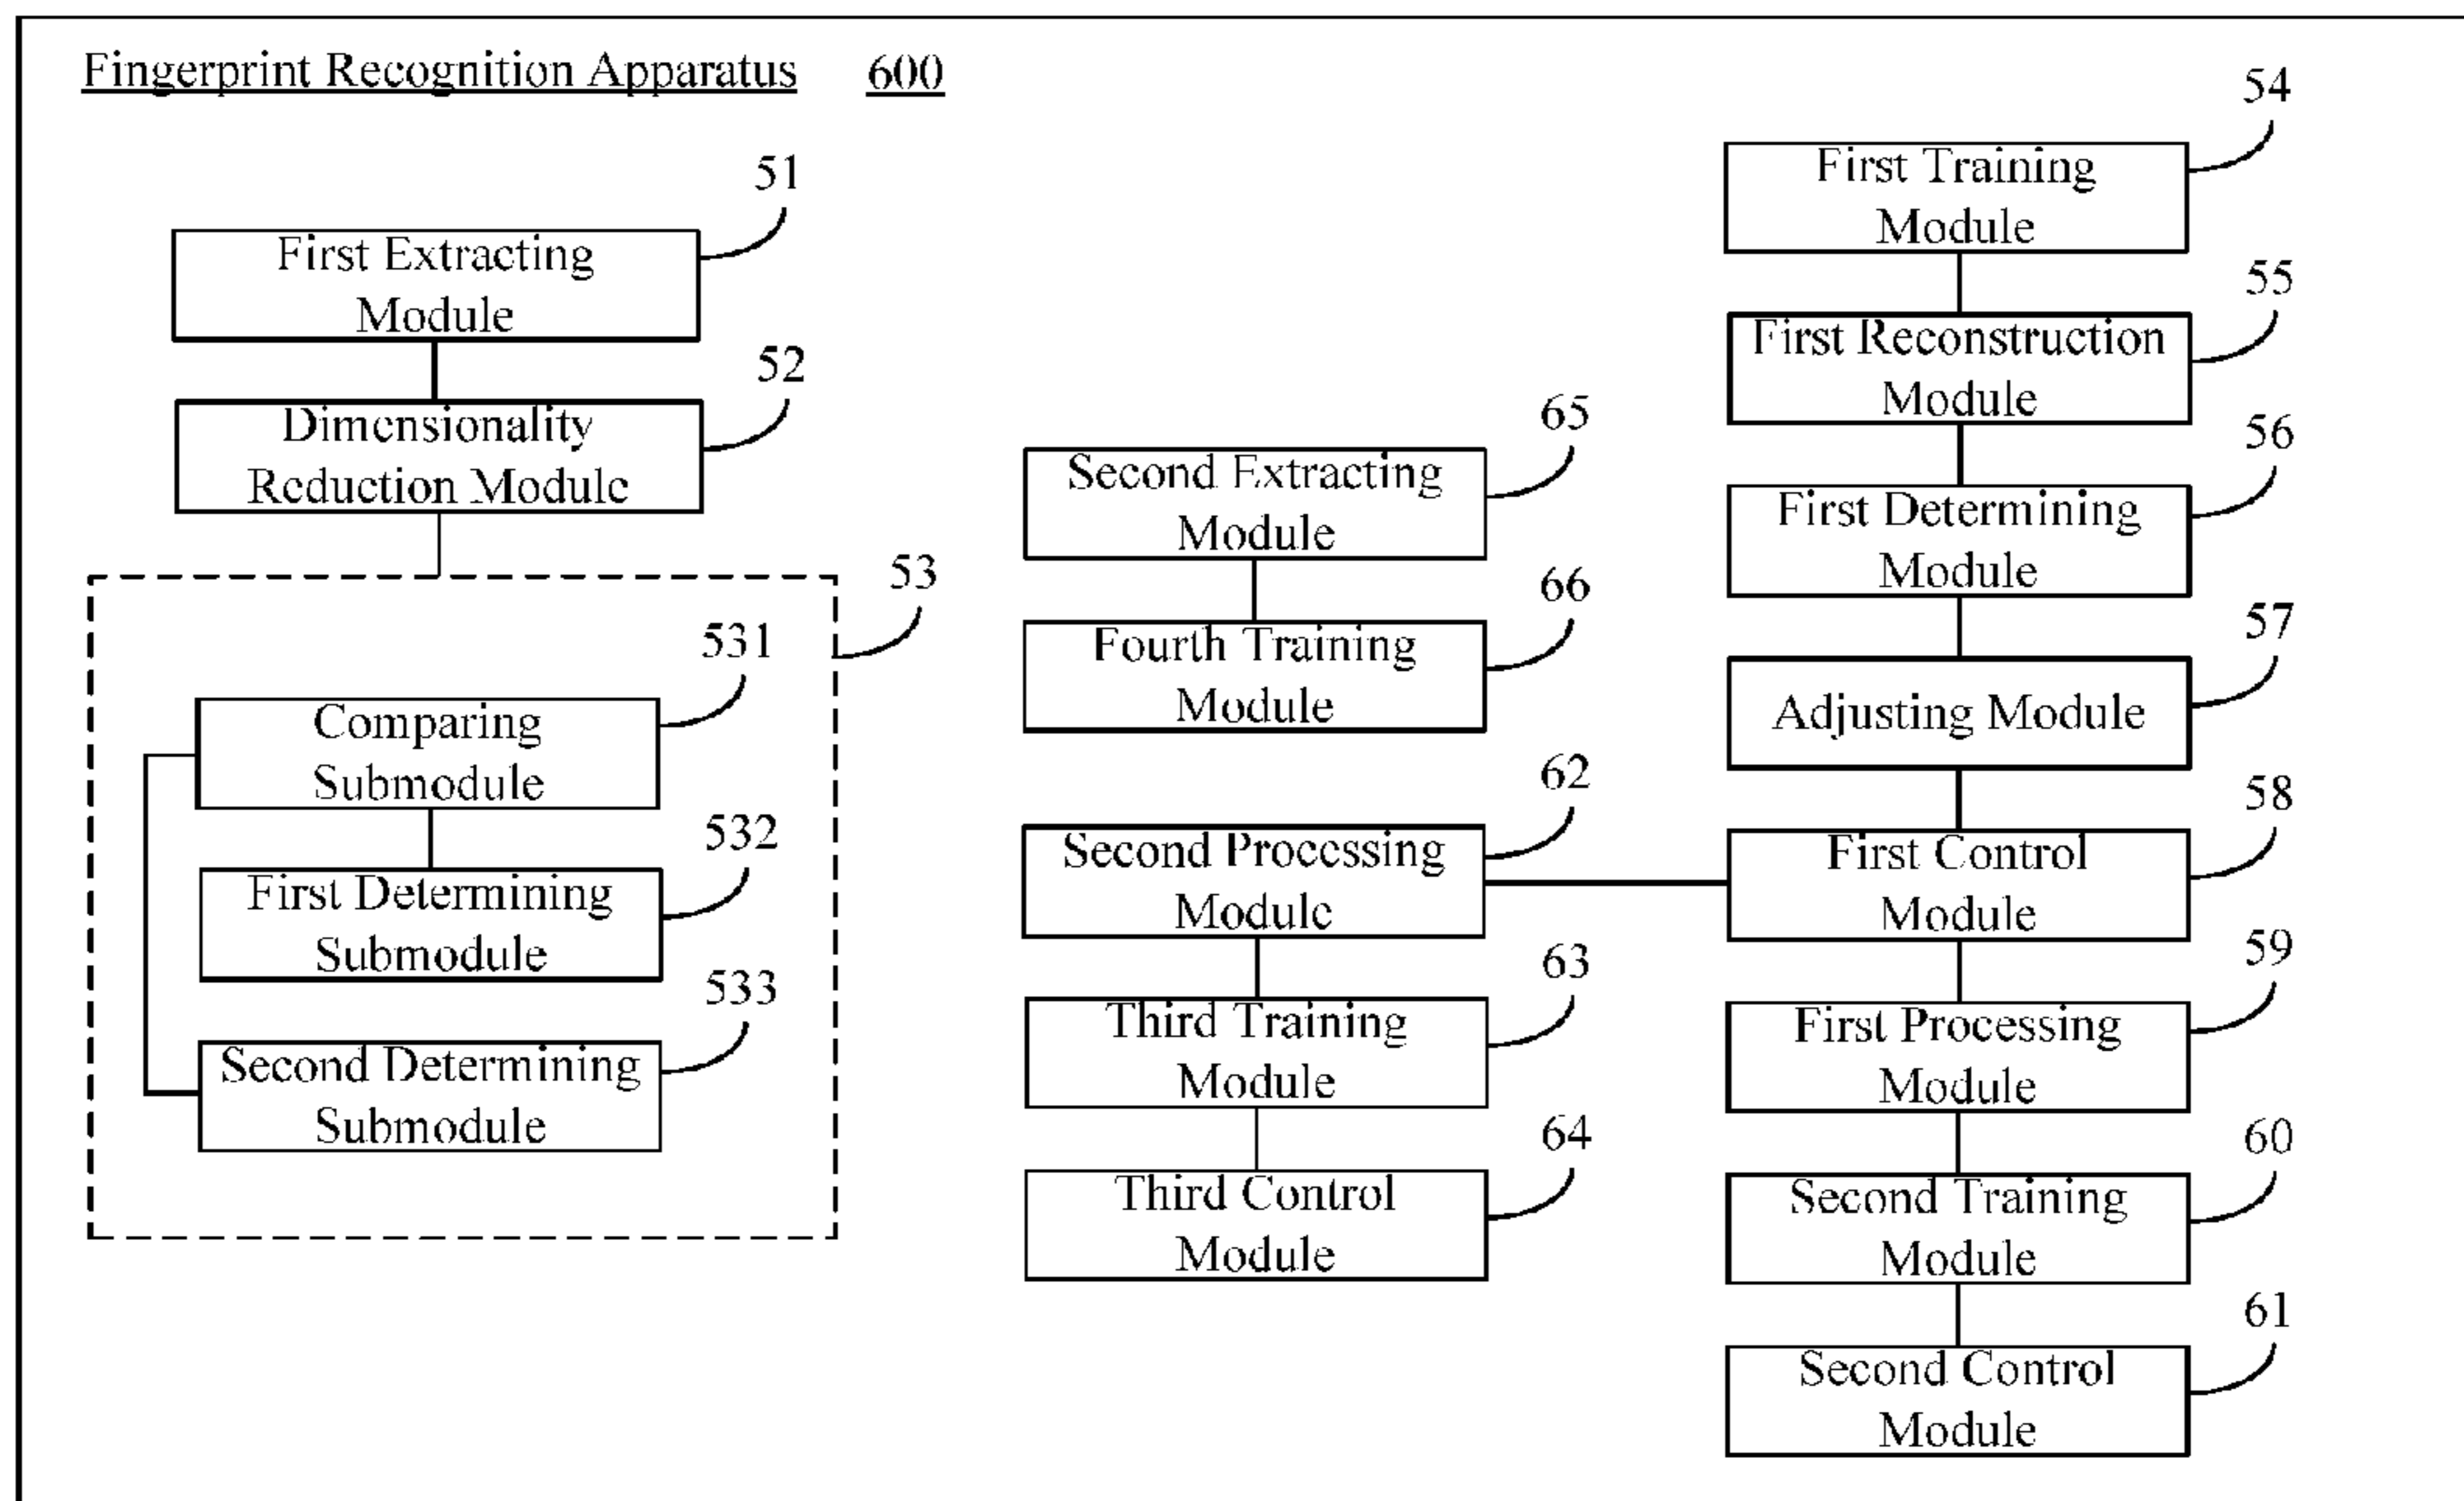 Fingerprint Recognition Apparatus 600
51
First Extracting
Module
52
Dimensionality
Reduction Module
53
531
Comparing
Submodule
532
First Determining
Submodule
533
Second Determining
Submodule
65
Second Extracting
Module
66
Fourth Training
Module
62
Second Processing
Module
63
Third Training
Module
64
Third Control
Module
54
First Training
Module
55
First Reconstruction
Module
56
First Determining
Module
57
Adjusting Module
58
First Control
Module
59
First Processing
Module
60
Second Training
Module
61
Second Control
Module